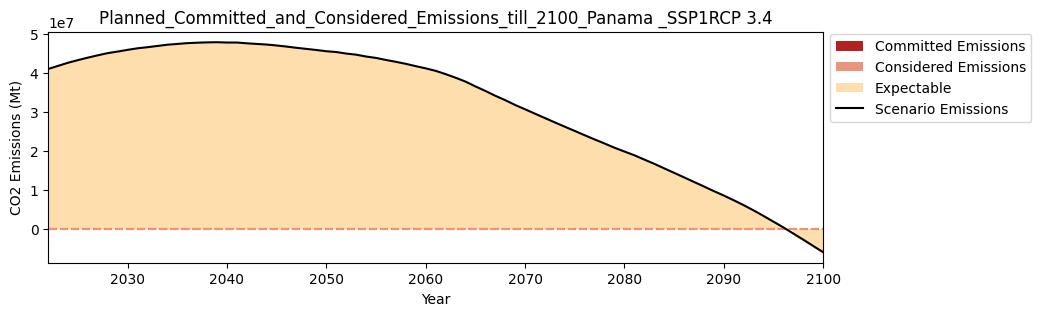 Planned_Committed_and_Considered_Emissions_till_2100_Panama _SSP1RCP 3.4
1e7
5
4
3
2
1
0
CO2 Emissions (Mt)
2030 2040 2050 2060 2070 2080 2090 2100
Year
Committed Emissions
Considered Emissions
Expectable
Scenario Emissions